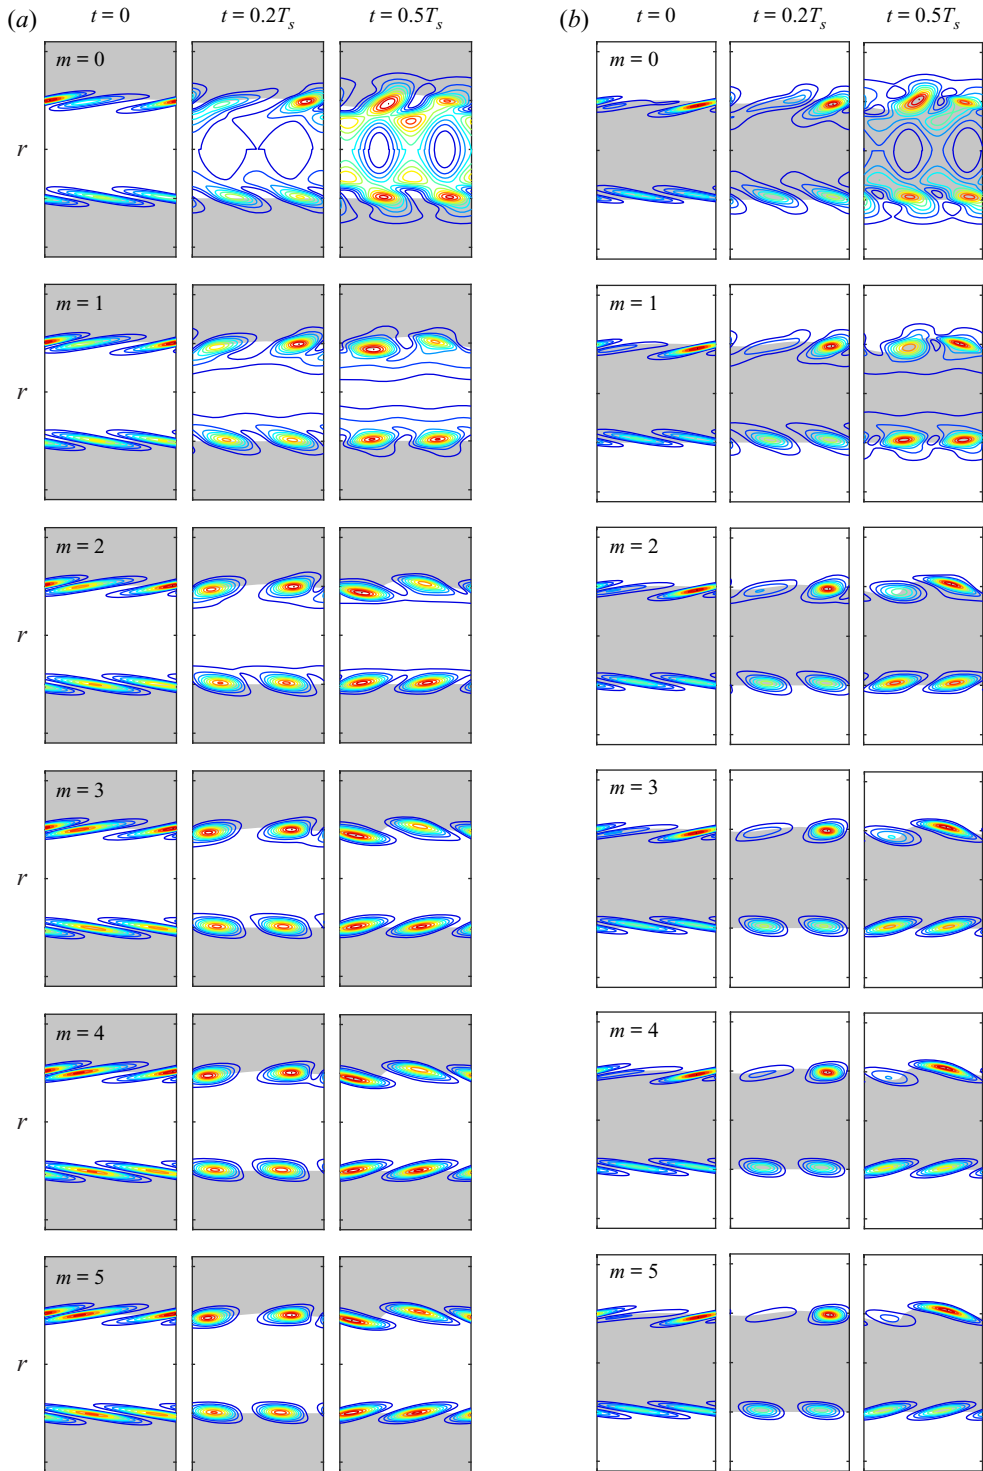 (a) t = 0 t = 0.2T_s t = 0.5T_s (b) t = 0 t = 0.2T_s t = 0.5T_s
m = 0 m = 0
r
m = 1 m = 1
r
m = 2 m = 2
r
m = 3 m = 3
r
m = 4 m = 4
r
m = 5 m = 5
r